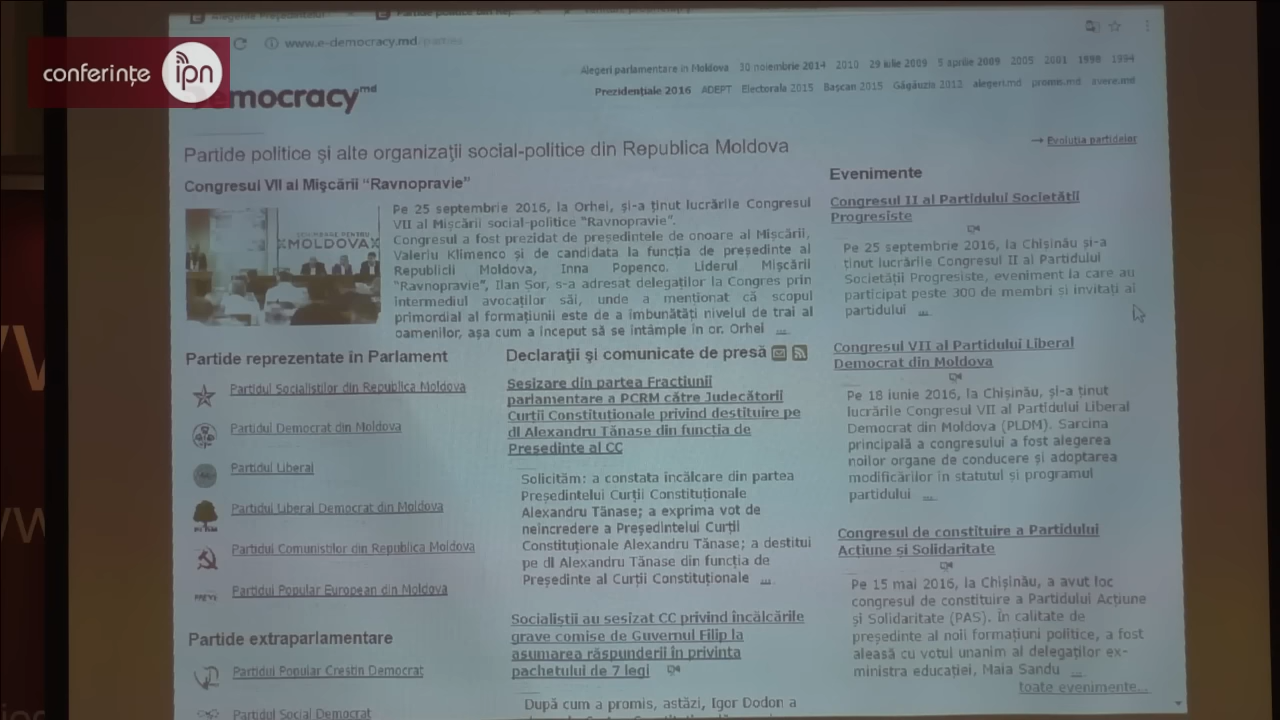 conferințe ipn
www.e-democracy.md/parties
Alegeri parlamentare în Moldova 30 noiembrie 2014 2010 29 iulie 2009 5 aprilie 2009 2005 2001 1998 1994
Prezidențiale 2016 ADEPT Electorala 2015 Bașcan 2015 Găgăuzia 2012 alegeri.md promis.md avere.md
mocracy.md
Partide politice şi alte organizaţii social-politice din Republica Moldova
→ Evoluția partidelor
Congresul VII al Mişcării “Ravnopravie”
Pe 25 septembrie 2016, la Orhei, și-a ținut lucrările Congresul
VII al Mișcării social-politice “Ravnopravie”.
Congresul a fost prezidat de președintele de onoare al Mișcării,
Valeriu Klimenco și de candidata la funcția de președinte al
Republicii Moldova, Inna Popenco. Liderul Mișcării
“Ravnopravie”, Ilan Șor, s-a adresat delegaților la Congres prin
intermediul avocaților săi, unde a menționat că scopul
primordial al formațiunii este de a îmbunătăți nivelul de trai al
oamenilor, așa cum a început să se întâmple în or. Orhei ...
MOLDOVA
Partide reprezentate în Parlament
Partidul Socialiștilor din Republica Moldova
Partidul Democrat din Moldova
Partidul Liberal
Partidul Liberal Democrat din Moldova
Partidul Comuniștilor din Republica Moldova
Partidul Popular European din Moldova
Partide extraparlamentare
Partidul Popular Creștin Democrat
Partidul Social Democrat
Declaraţii şi comunicate de presă
Sesizare din partea Fracțiunii
parlamentare a PCRM către Judecătorii
Curții Constituționale privind destituire pe
dl Alexandru Tănase din funcția de
Președinte al CC
Solicităm: a constata încălcare din partea
Președintelui Curții Constituționale
Alexandru Tănase; a exprima vot de
neîncredere a Președintelui Curții
Constituționale Alexandru Tănase; a destitui
pe dl Alexandru Tănase din funcția de
Președinte al Curții Constituționale ...
Socialiștii au sesizat CC privind încălcările
grave comise de Guvernul Filip la
asumarea răspunderii în privința
pachetului de 7 legi
După cum a promis, astăzi, Igor Dodon a
Evenimente
Congresul II al Partidului Societății
Progresiste
Pe 25 septembrie 2016, la Chișinău și-a
ținut lucrările Congresul II al Partidului
Societății Progresiste, eveniment la care au
participat peste 300 de membri și invitați ai
partidului ...
Congresul VII al Partidului Liberal
Democrat din Moldova
Pe 18 iunie 2016, la Chișinău, și-a ținut
lucrările Congresul VII al Partidului Liberal
Democrat din Moldova (PLDM). Sarcina
principală a congresului a fost alegerea
noilor organe de conducere și adoptarea
modificărilor în statutul și programul
partidului ...
Congresul de constituire a Partidului
Acțiune și Solidaritate
Pe 15 mai 2016, la Chișinău, a avut loc
congresul de constituire a Partidului Acțiune
și Solidaritate (PAS). În calitate de
președinte al noii formațiuni politice, a fost
aleasă cu votul unanim al delegaților ex-
ministra educației, Maia Sandu ...
toate evenimente...